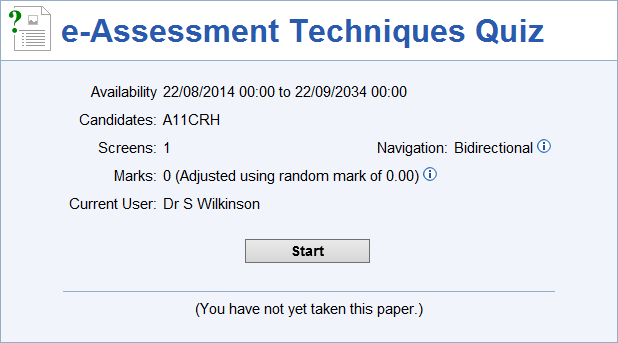 e-Assessment Techniques Quiz
Availability 22/08/2014 00:00 to 22/09/2034 00:00
Candidates: A11CRH
Screens: 1 Navigation: Bidirectional
Marks: 0 (Adjusted using random mark of 0.00)
Current User: Dr S Wilkinson
Start
(You have not yet taken this paper.)